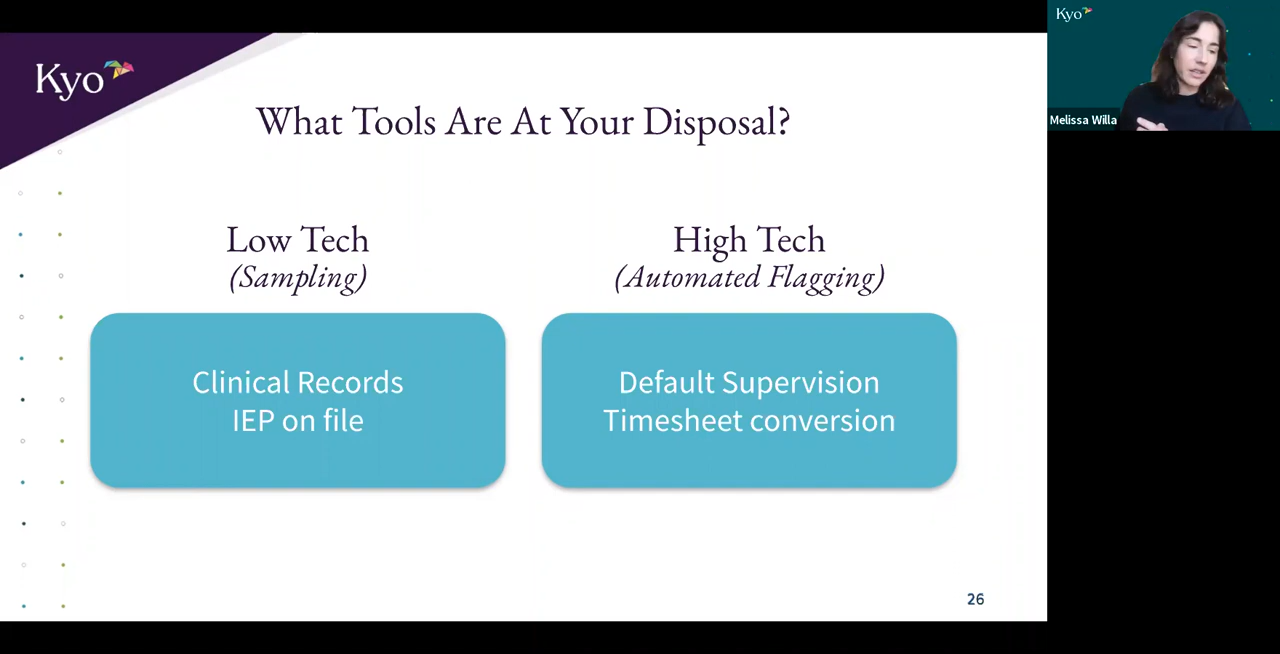 Kyo
What Tools Are At Your Disposal?
Low Tech
(Sampling)
Clinical Records
IEP on file
High Tech
(Automated Flagging)
Default Supervision
Timesheet conversion
26
Kyo
Melissa Willa